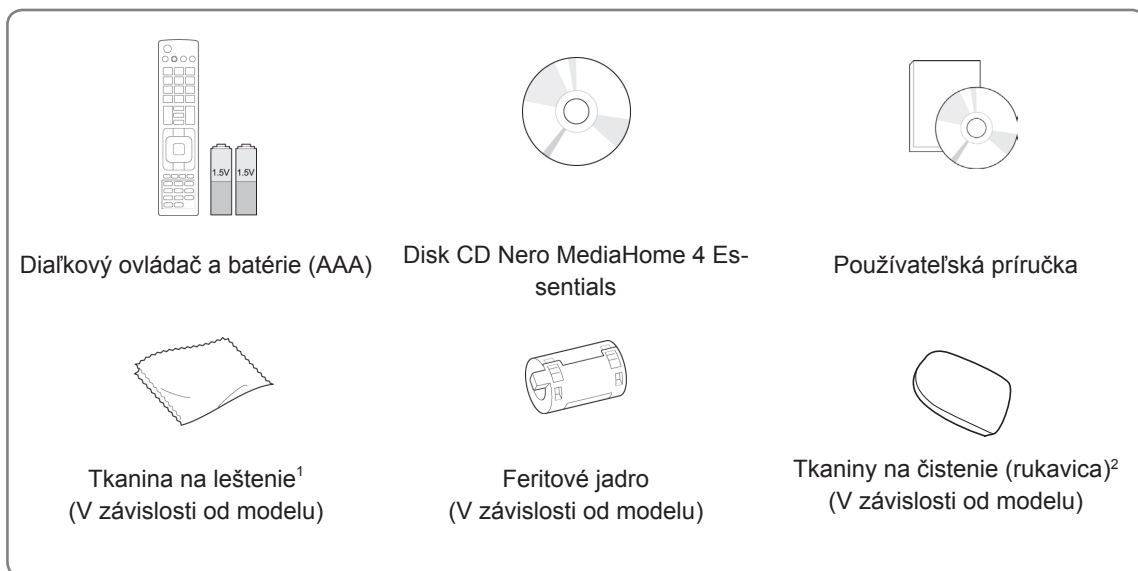 1.5V 1.5V
Diaľkový ovládač a batérie (AAA)
Disk CD Nero MediaHome 4 Es-
sentials
Používateľská príručka
Tkanina na leštenie1
(V závislosti od modelu)
Feritové jadro
(V závislosti od modelu)
Tkaniny na čistenie (rukavica)2
(V závislosti od modelu)